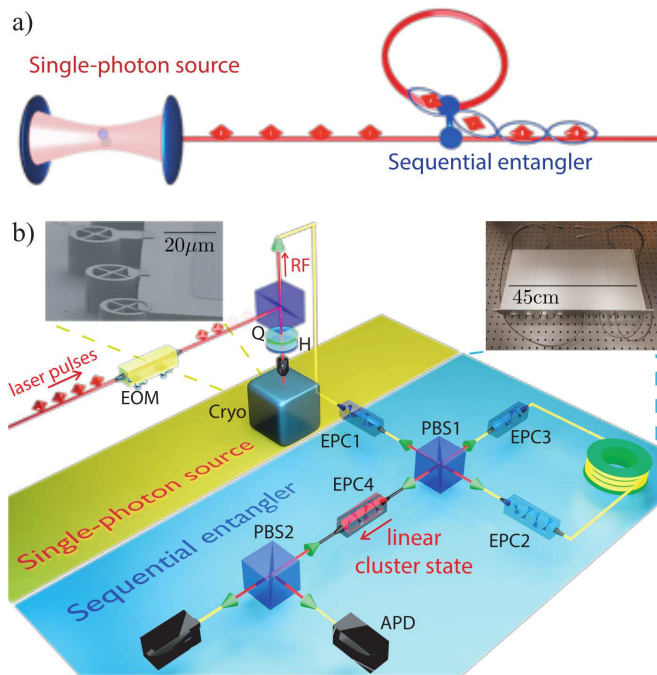 a)
Single-photon source
Sequential entangler
b)
20μm
RF
45cm
Q
H
laser pulses
EOM
Cryo
EPC1
PBS1
EPC3
EPC4
PBS2
EPC2
linear
cluster state
APD
Single-photon source
Sequential entangler